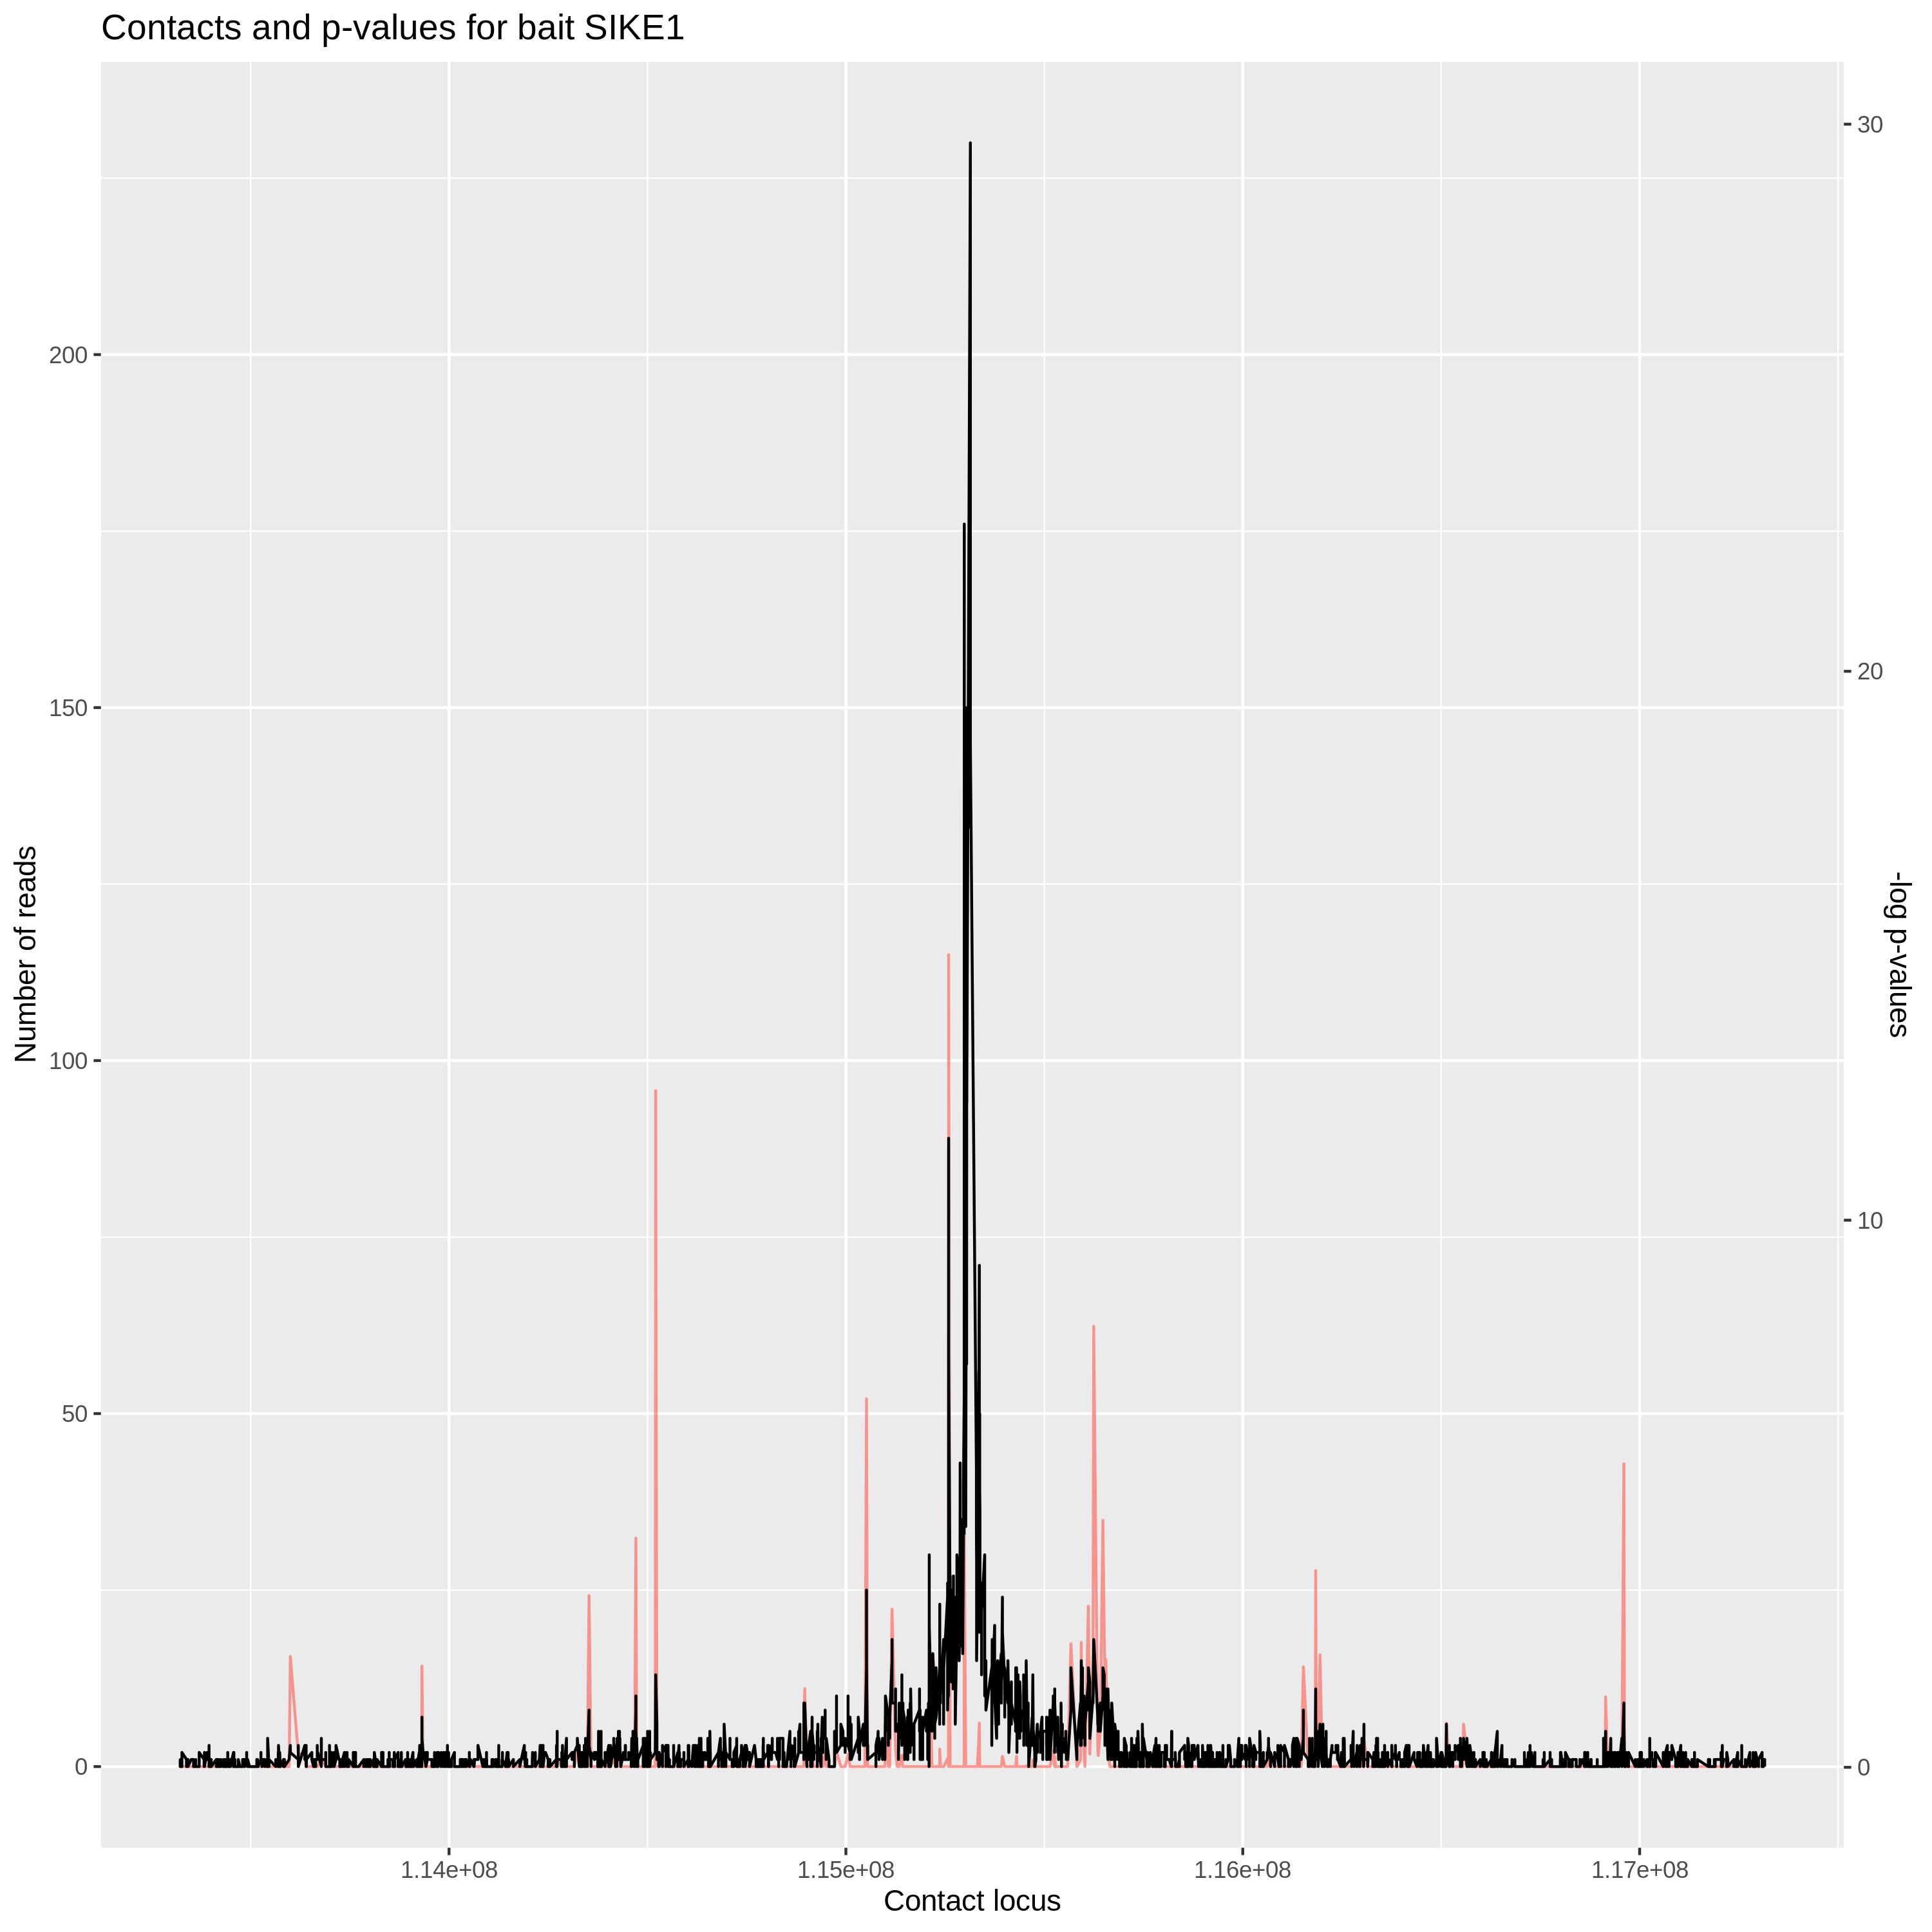 Contacts and p-values for bait SIKE1
30
200
20
150
Number of reads
-log p-values
100
10
50
0
0
1.14e+08
1.15e+08
1.16e+08
1.17e+08
Contact locus